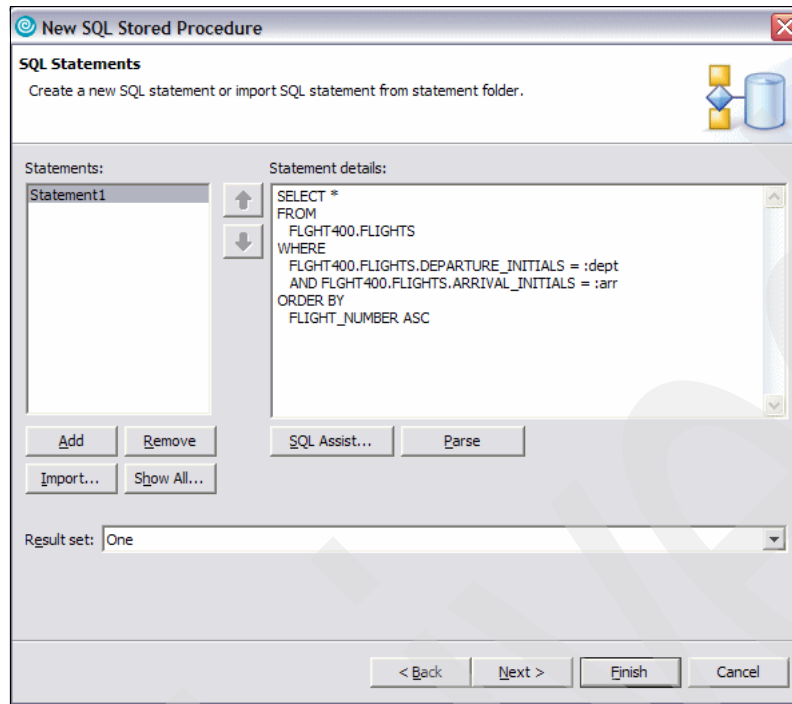 New SQL Stored Procedure
SQL Statements
Create a new SQL statement or import SQL statement from statement folder.
Statements:
Statement1
Statement details:
SELECT *
FROM
FLGHT400.FLIGHTS
WHERE
FLGHT400.FLIGHTS.DEPARTURE_INITIALS = :dept
AND FLGHT400.FLIGHTS.ARRIVAL_INITIALS = :arr
ORDER BY
FLIGHT_NUMBER ASC
Add Remove
Import... Show All...
SQL Assist... Parse
Result set: One
< Back Next > Finish Cancel